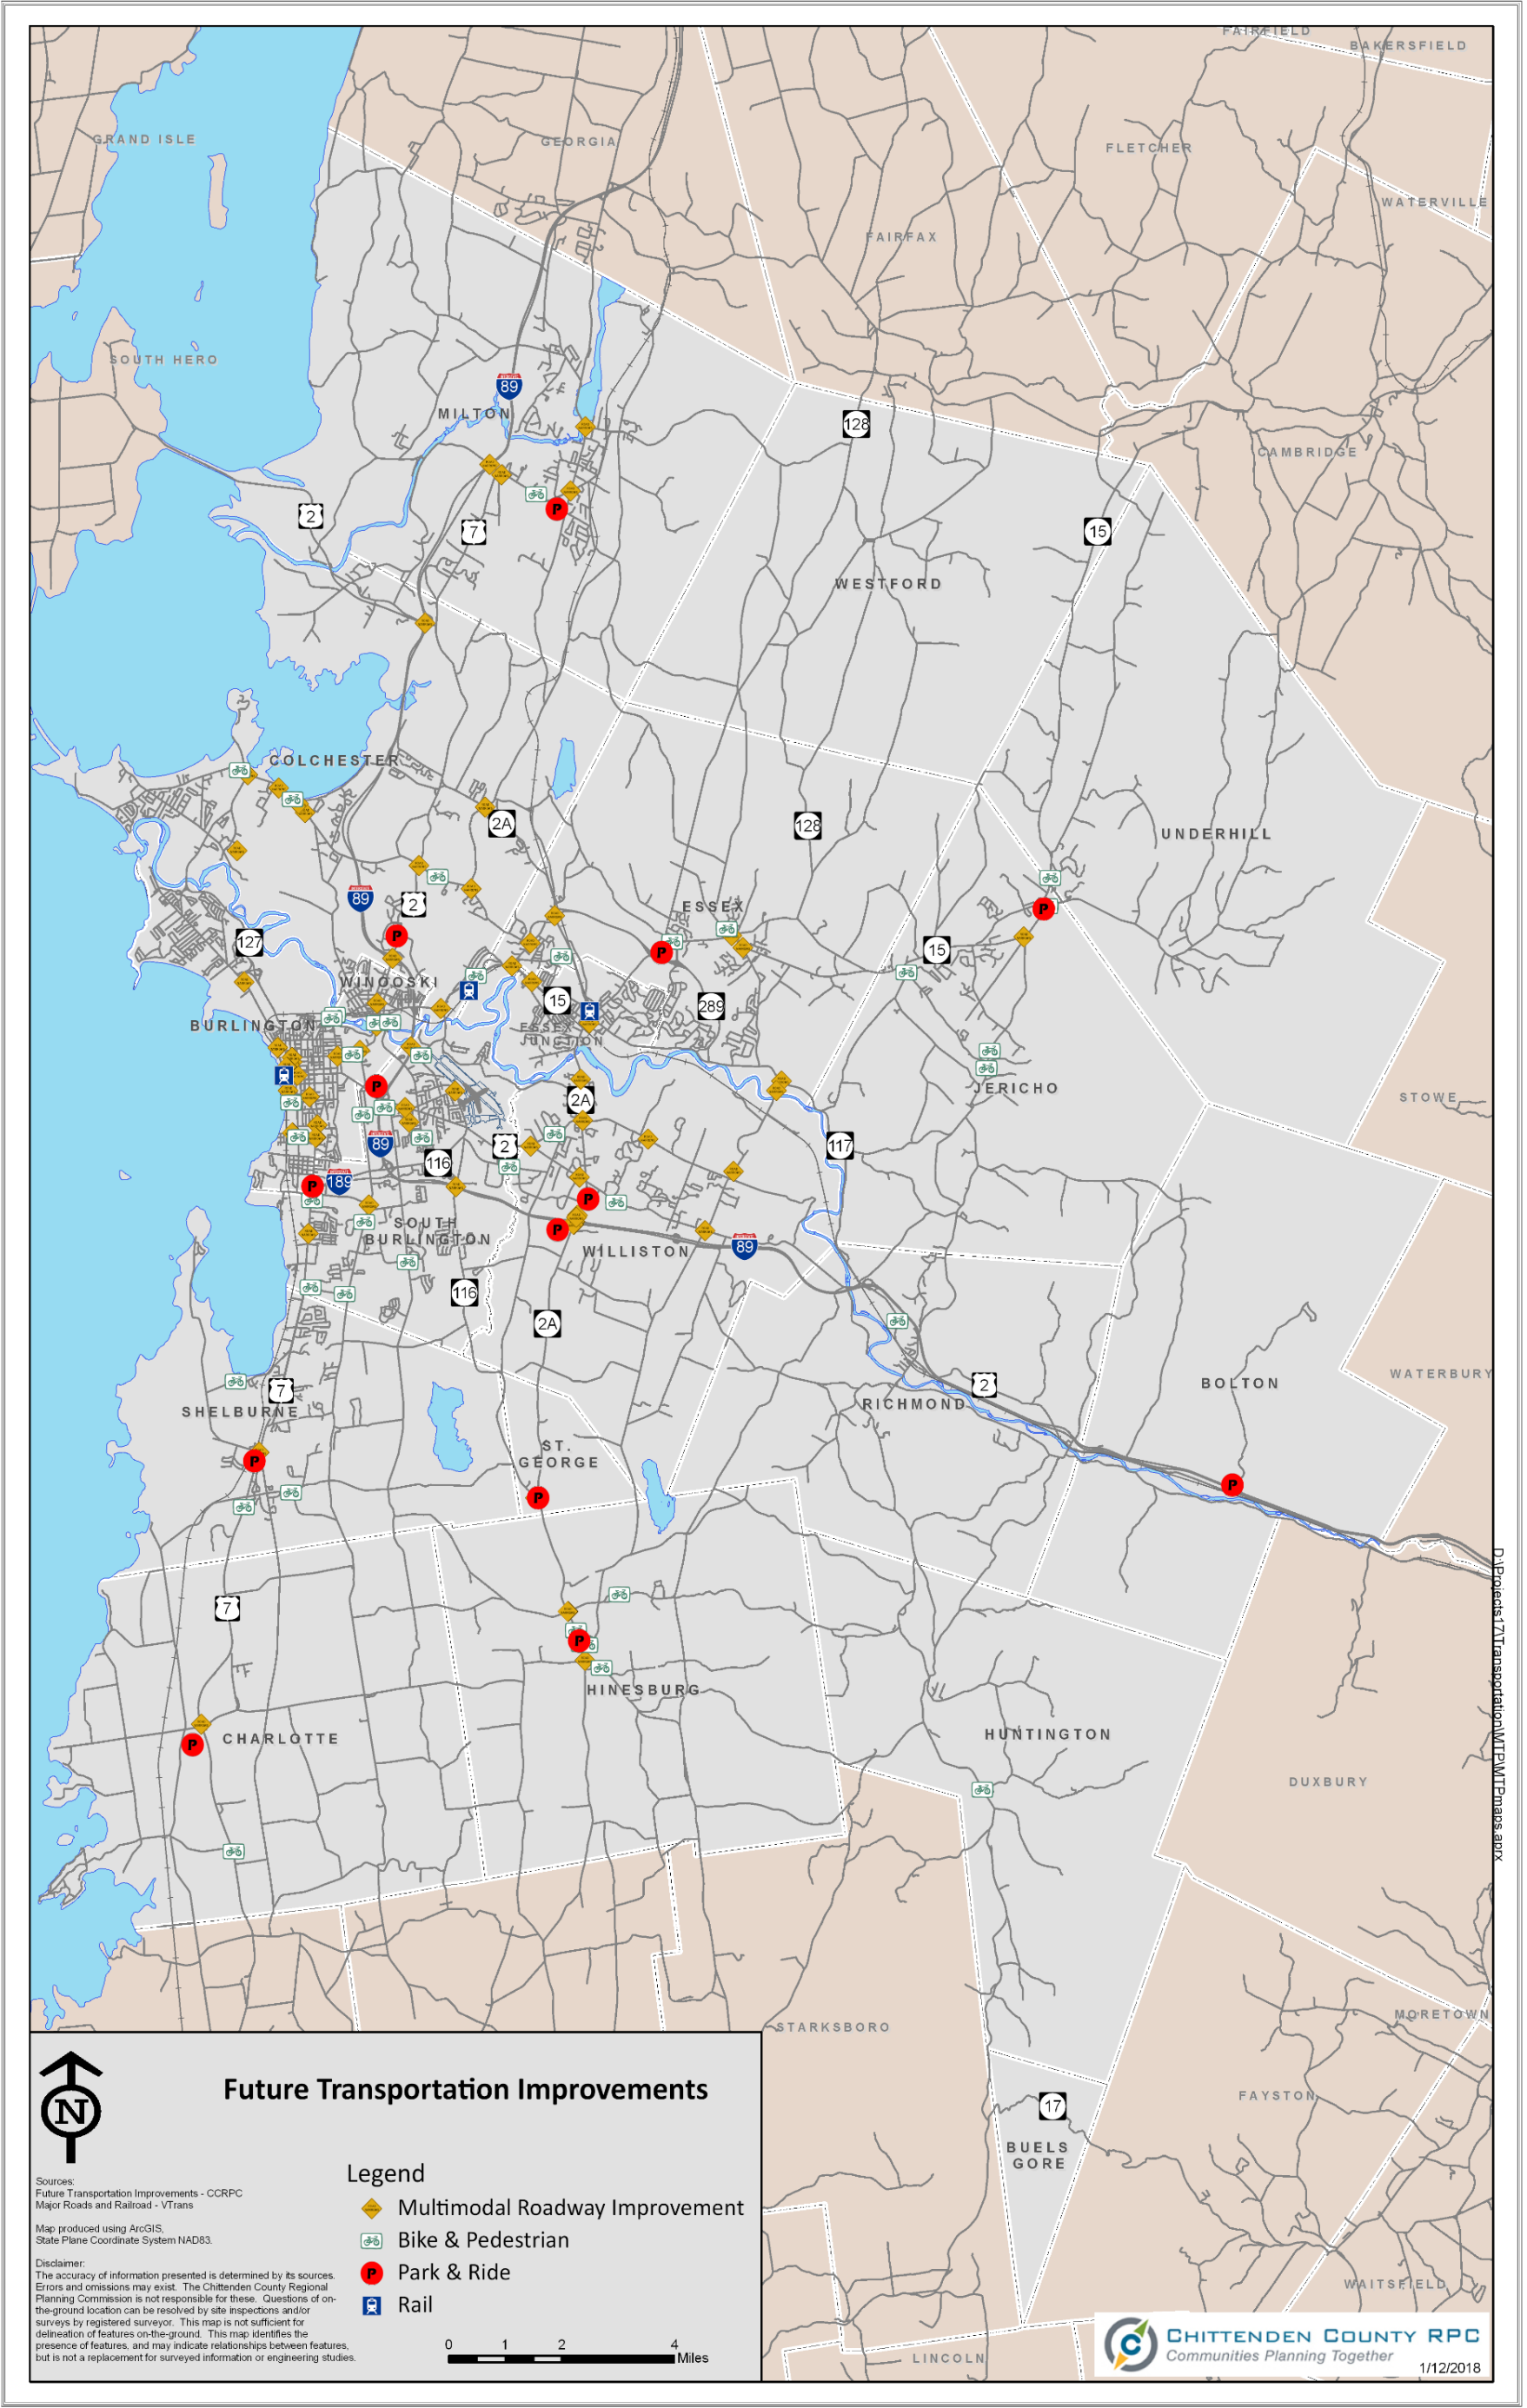 FAIRFIELD
BAKERSFIELD
GRAND ISLE
GEORGIA
FLETCHER
WATERVILLE
FAIRFAX
SOUTH HERO
89
MILTON
128
CAMBRIDGE
2
7
P
15
WESTFORD
COLCHESTER
2A
128
UNDERHILL
89
2
ESSEX
P
127
P
P
15
WINOOSKI
15
289
BURLINGTON
ESSEX
JUNCTION
P
JERICHO
2A
STOWE
89
2
117
116
P
189
P
SOUTH
BURLINGTON
P
WILLISTON
89
116
2A
7
2
BOLTON
WATERBURY
SHELBURNE
RICHMOND
ST.
GEORGE
P
P
P
7
P
HINESBURG
HUNTINGTON
CHARLOTTE
P
DUXBURY
D:\Projects17\Transportation\MTP\MTPmaps.aprx
STARKSBORO
MORETOWN
FAYSTON
17
BUELS
GORE
WAITSFIELD
LINCOLN
N
Future Transportation Improvements
Sources:
Future Transportation Improvements - CCRPC
Major Roads and Railroad - VTrans
Map produced using ArcGIS,
State Plane Coordinate System NAD83.
Disclaimer:
The accuracy of information presented is determined by its sources.
Errors and omissions may exist. The Chittenden County Regional
Planning Commission is not responsible for these. Questions of on-
the-ground location can be resolved by site inspections and/or
surveys by registered surveyor. This map is not sufficient for
delineation of features on-the-ground. This map identifies the
presence of features, and may indicate relationships between features,
but is not a replacement for surveyed information or engineering studies.
Legend
Multimodal Roadway Improvement
Bike & Pedestrian
P Park & Ride
Rail
0 1 2 4
Miles
CHITTENDEN COUNTY RPC
Communities Planning Together
1/12/2018